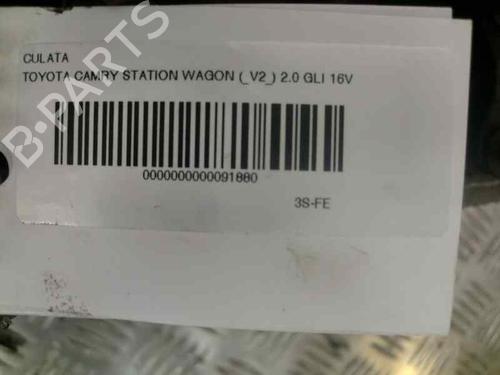 CULATA
TOYOTA CAMRY STATION WAGON (_V2_) 2.0 GLI 16V
0000000000091880
3S-FE
B-PARTS